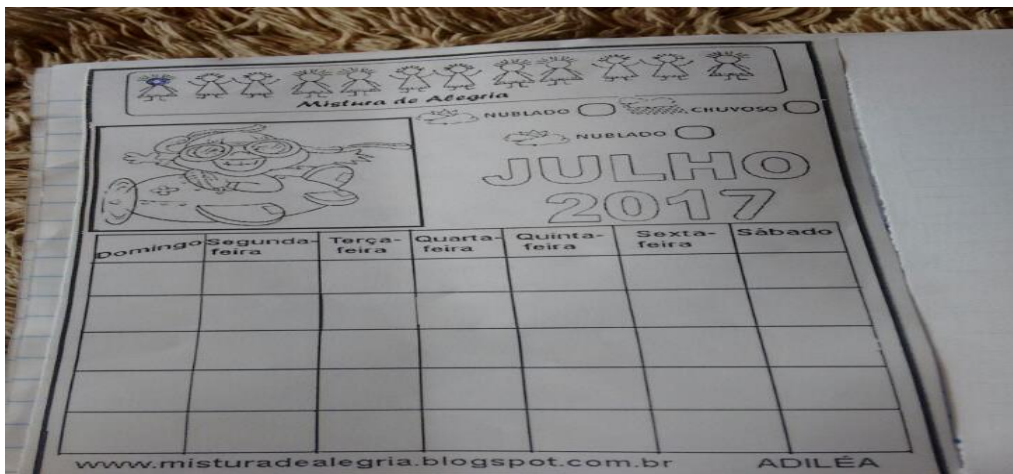 Mistura de Alegria
NUBLADO CHUVOSO
NUBLADO
JULHO
2017
Domingo Segunda-feira Terça-feira Quarta-feira Quinta-feira Sexta-feira Sábado
www.misturadealegria.blogspot.com.br ADILÉA